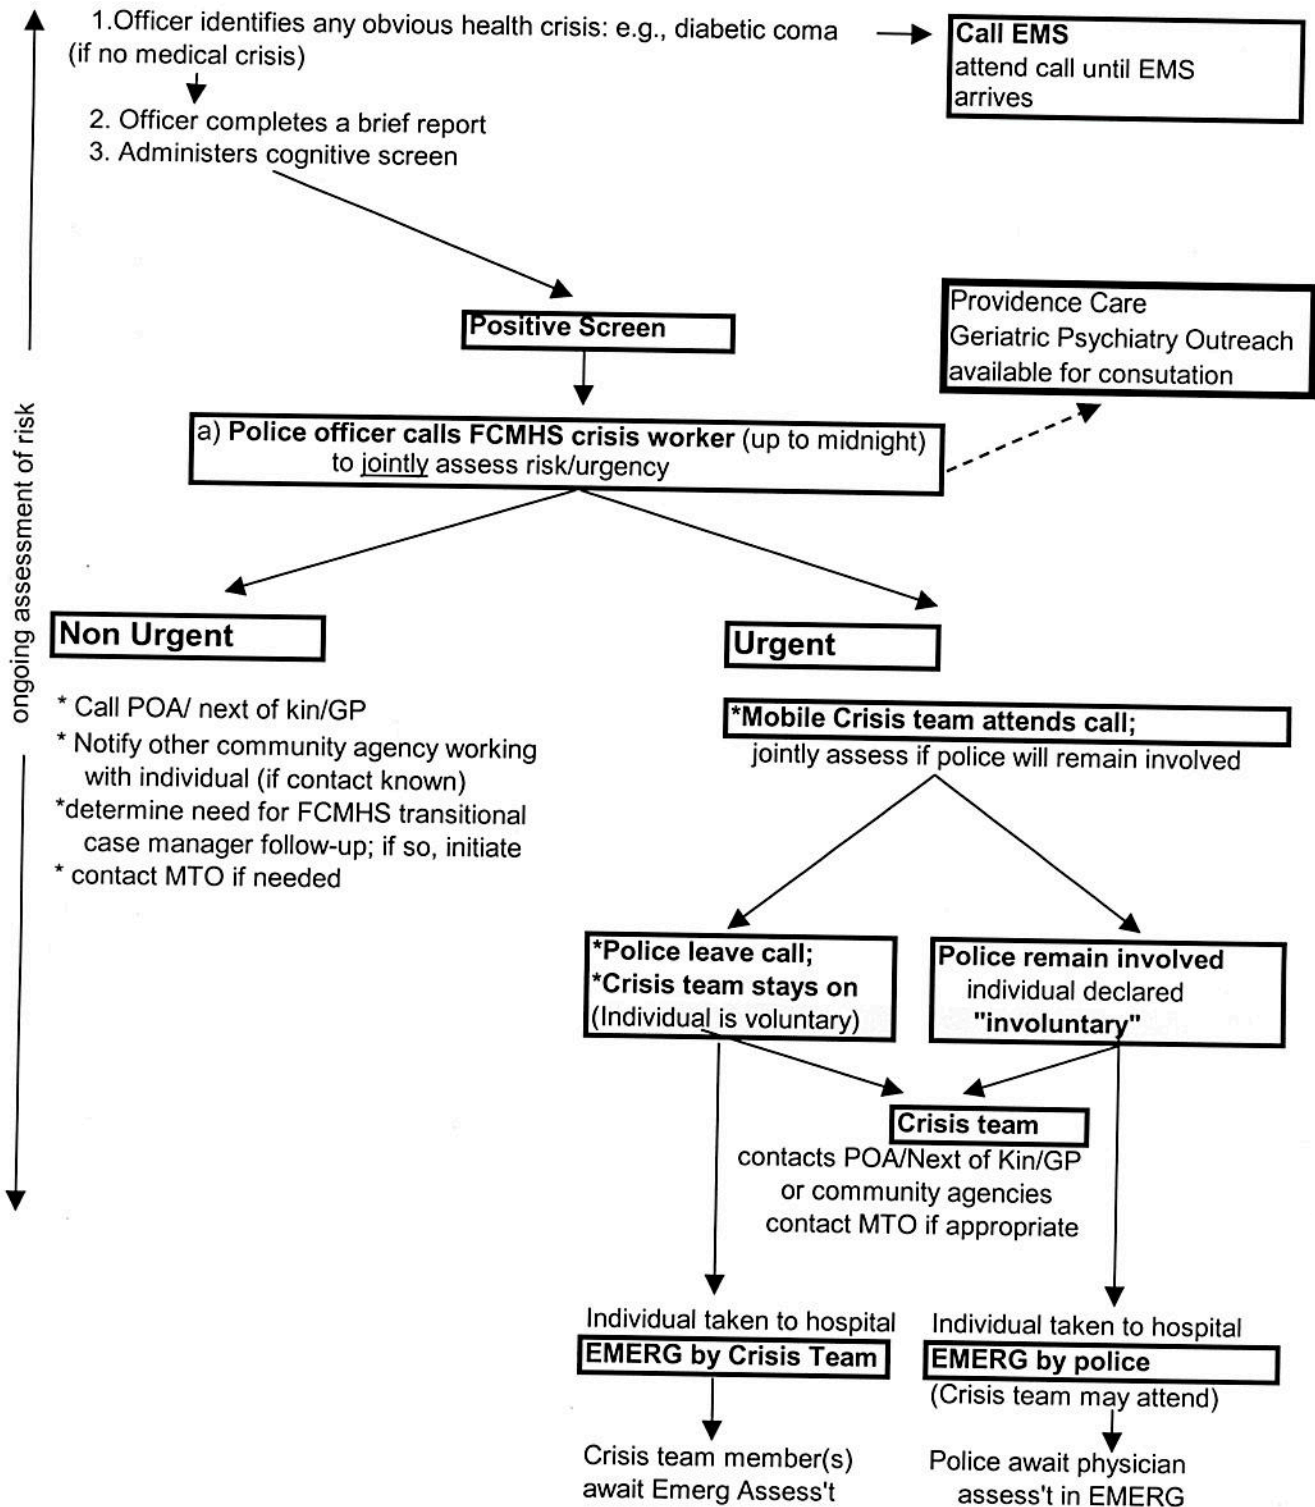 1.Officer identifies any obvious health crisis: e.g., diabetic coma
(if no medical crisis)
Call EMS
attend call until EMS
arrives
2. Officer completes a brief report
3. Administers cognitive screen
Positive Screen
Providence Care
Geriatric Psychiatry Outreach
available for consutation
a) Police officer calls FCMHS crisis worker (up to midnight)
to jointly assess risk/urgency
ongoing assessment of risk
Non Urgent
* Call POA/ next of kin/GP
* Notify other community agency working
with individual (if contact known)
*determine need for FCMHS transitional
case manager follow-up; if so, initiate
* contact MTO if needed
Urgent
*Mobile Crisis team attends call;
jointly assess if police will remain involved
*Police leave call;
*Crisis team stays on
(Individual is voluntary)
Police remain involved
individual declared
"involuntary"
Crisis team
contacts POA/Next of Kin/GP
or community agencies
contact MTO if appropriate
Individual taken to hospital
EMERG by Crisis Team
Crisis team member(s)
await Emerg Assess't
Individual taken to hospital
EMERG by police
(Crisis team may attend)
Police await physician
assess't in EMERG